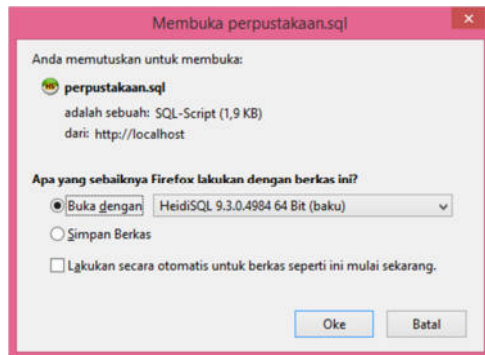 Membuka perpustakaan.sql
Anda memutuskan untuk membuka:
perpustakaan.sql
adalah sebuah: SQL-Script (1,9 KB)
dari: http://localhost
Apa yang sebaiknya Firefox lakukan dengan berkas ini?
Buka dengan HeidiSQL 9.3.0.4984 64 Bit (baku)
Simpan Berkas
Lakukan secara otomatis untuk berkas seperti ini mulai sekarang.
Oke Batal